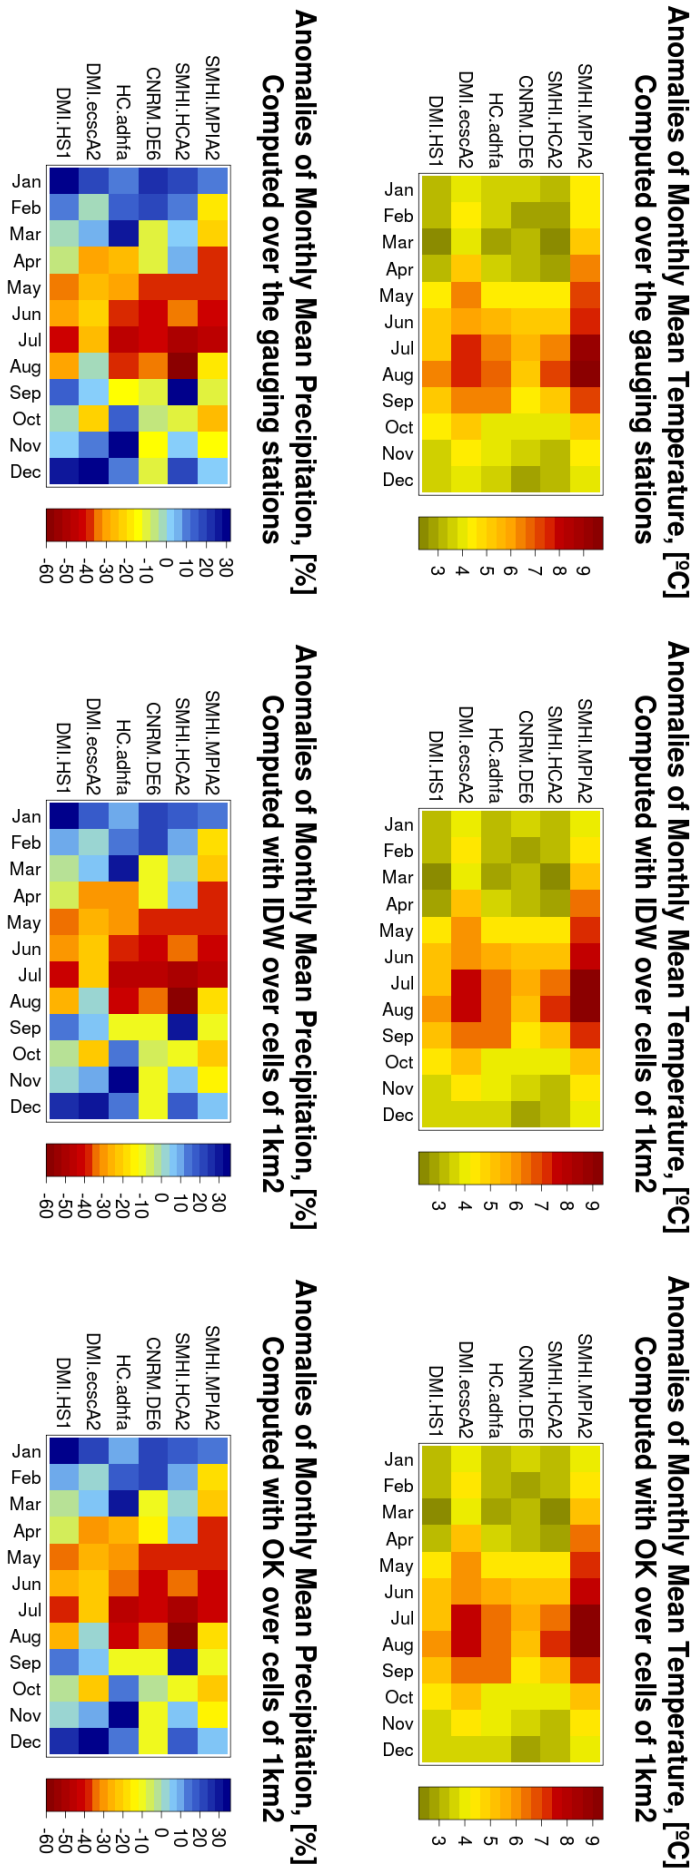 Anomalies of Monthly Mean Temperature, [ºC]
Computed over the gauging stations
SMHI.MPIA2
SMHI.HCA2
CNRM.DE6
HC.adhfa
DMI.ecscA2
DMI.HS1
Jan
Feb
Mar
Apr
May
Jun
Jul
Aug
Sep
Oct
Nov
Dec
3
4
5
6
7
8
9
Anomalies of Monthly Mean Temperature, [ºC]
Computed with IDW over cells of 1km2
SMHI.MPIA2
SMHI.HCA2
CNRM.DE6
HC.adhfa
DMI.ecscA2
DMI.HS1
Jan
Feb
Mar
Apr
May
Jun
Jul
Aug
Sep
Oct
Nov
Dec
3
4
5
6
7
8
9
Anomalies of Monthly Mean Temperature, [ºC]
Computed with OK over cells of 1km2
SMHI.MPIA2
SMHI.HCA2
CNRM.DE6
HC.adhfa
DMI.ecscA2
DMI.HS1
Jan
Feb
Mar
Apr
May
Jun
Jul
Aug
Sep
Oct
Nov
Dec
3
4
5
6
7
8
9
Anomalies of Monthly Mean Precipitation, [%]
Computed over the gauging stations
SMHI.MPIA2
SMHI.HCA2
CNRM.DE6
HC.adhfa
DMI.ecscA2
DMI.HS1
Jan
Feb
Mar
Apr
May
Jun
Jul
Aug
Sep
Oct
Nov
Dec
-60
-50
-40
-30
-20
-10
0
10
20
30
Anomalies of Monthly Mean Precipitation, [%]
Computed with IDW over cells of 1km2
SMHI.MPIA2
SMHI.HCA2
CNRM.DE6
HC.adhfa
DMI.ecscA2
DMI.HS1
Jan
Feb
Mar
Apr
May
Jun
Jul
Aug
Sep
Oct
Nov
Dec
-60
-50
-40
-30
-20
-10
0
10
20
30
Anomalies of Monthly Mean Precipitation, [%]
Computed with OK over cells of 1km2
SMHI.MPIA2
SMHI.HCA2
CNRM.DE6
HC.adhfa
DMI.ecscA2
DMI.HS1
Jan
Feb
Mar
Apr
May
Jun
Jul
Aug
Sep
Oct
Nov
Dec
-60
-50
-40
-30
-20
-10
0
10
20
30